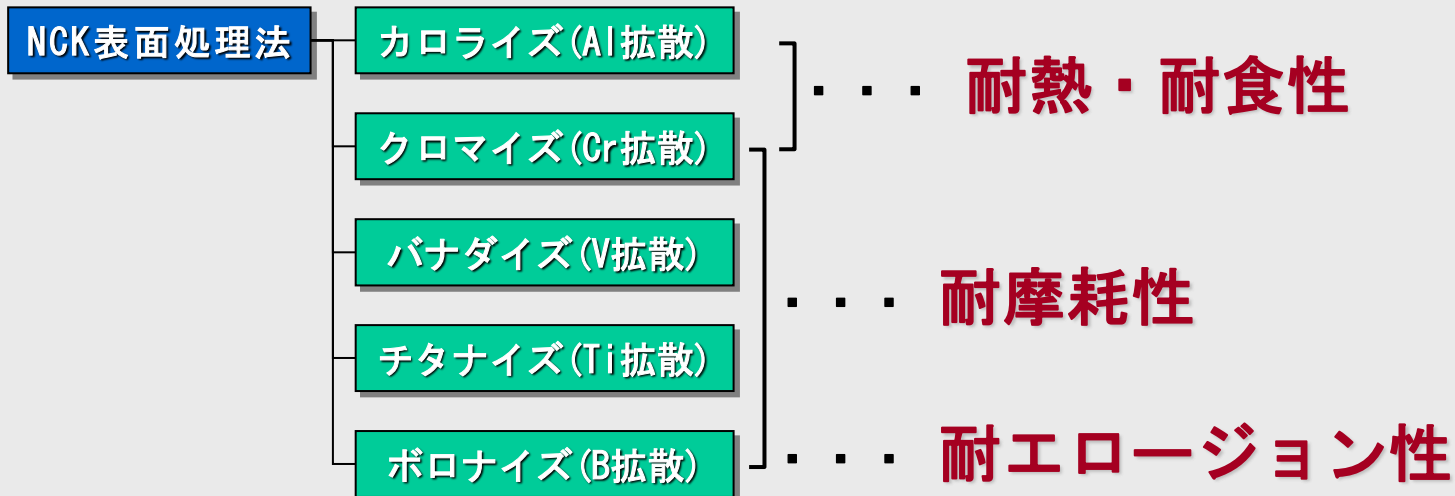 NCK表面処理法
カロライズ(Al拡散)
クロマイズ(Cr拡散)
バナダイズ(V拡散)
チタナイズ(Ti拡散)
ボロナイズ(B拡散)
・・・ 耐熱・耐食性
・・・ 耐摩耗性
・・・ 耐エロージョン性